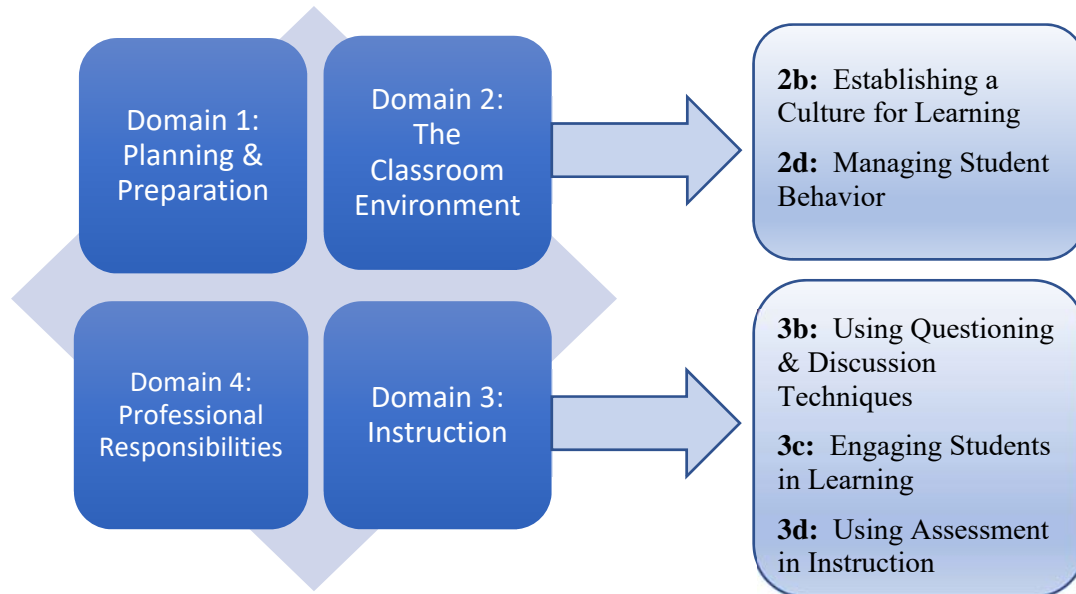 Domain 1:
Planning &
Preparation
Domain 2:
The
Classroom
Environment
2b: Establishing a
Culture for Learning
2d: Managing Student
Behavior
Domain 4:
Professional
Responsibilities
Domain 3:
Instruction
3b: Using Questioning
& Discussion
Techniques
3c: Engaging Students
in Learning
3d: Using Assessment
in Instruction